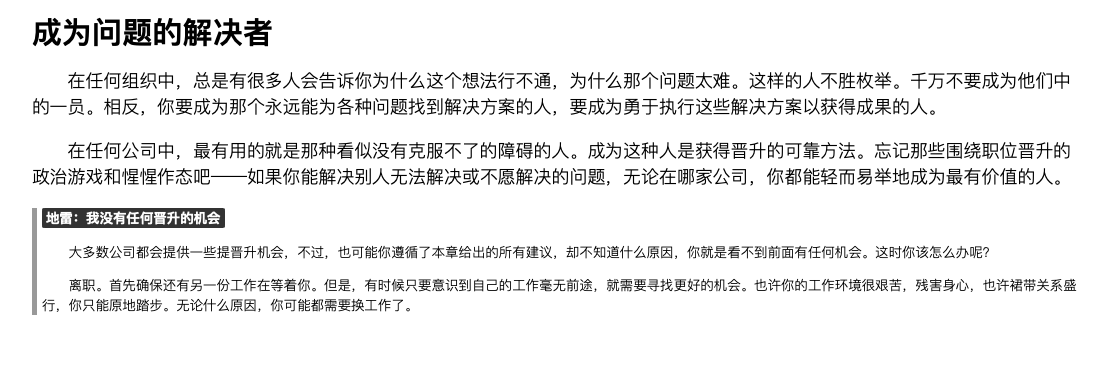 成为问题的解决者
在任何组织中，总是有很多人会告诉你为什么这个想法行不通，为什么那个问题太难。这样的人不胜枚举。千万不要成为他们中
的一员。相反，你要成为那个永远能为各种问题找到解决方案的人，要成为勇于执行这些解决方案以获得成果的人。
在任何公司中，最有用的就是那种看似没有克服不了的障碍的人。成为这种人是获得晋升的可靠方法。忘记那些围绕职位晋升的
政治游戏和惺惺作态吧——如果你能解决别人无法解决或不愿解决的问题，无论在哪家公司，你都能轻而易举地成为最有价值的人。
地雷：我没有任何晋升的机会
大多数公司都会提供一些提晋升机会，不过，也可能你遵循了本章给出的所有建议，却不知道什么原因，你就是看不到前面有任何机会。这时你该怎么办呢？
离职。首先确保还有另一份工作在等着你。但是，有时候只要意识到自己的工作毫无前途，就需要寻找更好的机会。也许你的工作环境很艰苦，残害身心，也许裙带关系盛
行，你只能原地踏步。无论什么原因，你可能都需要换工作了。